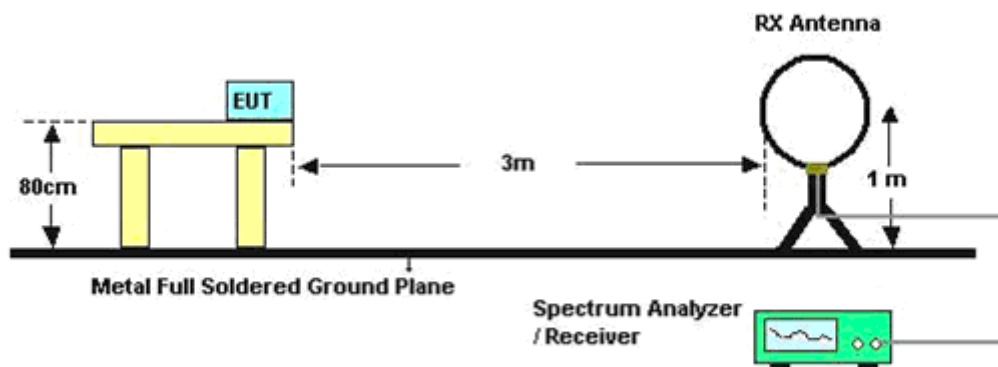 RX Antenna
EUT
3m
80cm
1 m
Metal Full Soldered Ground Plane
Spectrum Analyzer
/ Receiver